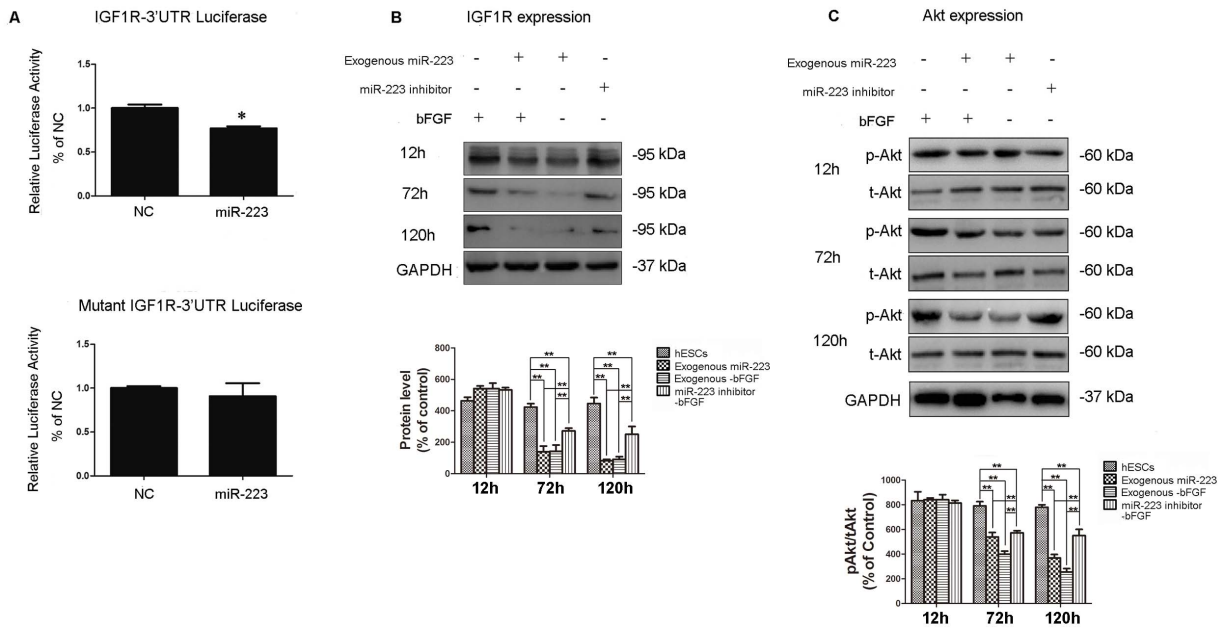 A
IGF1R-3'UTR Luciferase
Relative Luciferase Activity
% of NC
1.5
1.0
0.5
0.0
*
NC miR-223
Mutant IGF1R-3'UTR Luciferase
Relative Luciferase Activity
% of NC
1.5
1.0
0.5
0.0
NC miR-223
B
IGF1R expression
Exogenous miR-223 - + + -
miR-223 inhibitor - - - +
bFGF + + - -
12h -95 kDa
72h -95 kDa
120h -95 kDa
GAPDH -37 kDa
Protein level
(% of control)
800
600
400
200
0
** ** ** ** **
** ** ** ** **
12h 72h 120h
hESCs
Exogenous miR-223
Exogenous -bFGF
miR-223 inhibitor
-bFGF
C
Akt expression
Exogenous miR-223 - + + -
miR-223 inhibitor - - - +
bFGF + + - -
12h
p-Akt -60 kDa
t-Akt -60 kDa
72h
p-Akt -60 kDa
t-Akt -60 kDa
120h
p-Akt -60 kDa
t-Akt -60 kDa
GAPDH -37 kDa
pAkt/tAkt
(% of Control)
1000
800
600
400
200
0
** ** ** ** **
** ** ** ** **
12h 72h 120h
hESCs
Exogenous miR-223
Exogenous -bFGF
miR-223 inhibitor
-bFGF